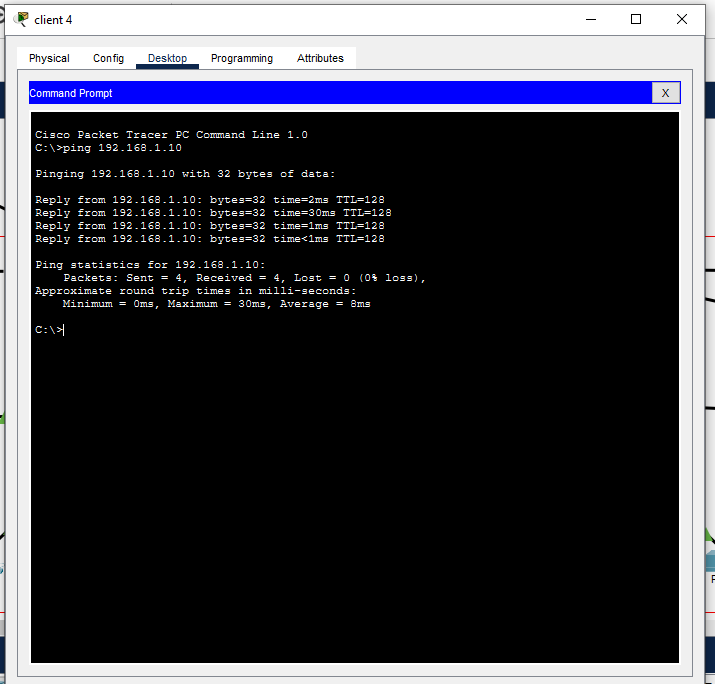 client 4
Physical Config Desktop Programming Attributes
Command Prompt X
Cisco Packet Tracer PC Command Line 1.0
C:\>ping 192.168.1.10
Pinging 192.168.1.10 with 32 bytes of data:
Reply from 192.168.1.10: bytes=32 time=2ms TTL=128
Reply from 192.168.1.10: bytes=32 time=30ms TTL=128
Reply from 192.168.1.10: bytes=32 time=1ms TTL=128
Reply from 192.168.1.10: bytes=32 time<1ms TTL=128
Ping statistics for 192.168.1.10:
Packets: Sent = 4, Received = 4, Lost = 0 (0% loss),
Approximate round trip times in milli-seconds:
Minimum = 0ms, Maximum = 30ms, Average = 8ms
C:\>